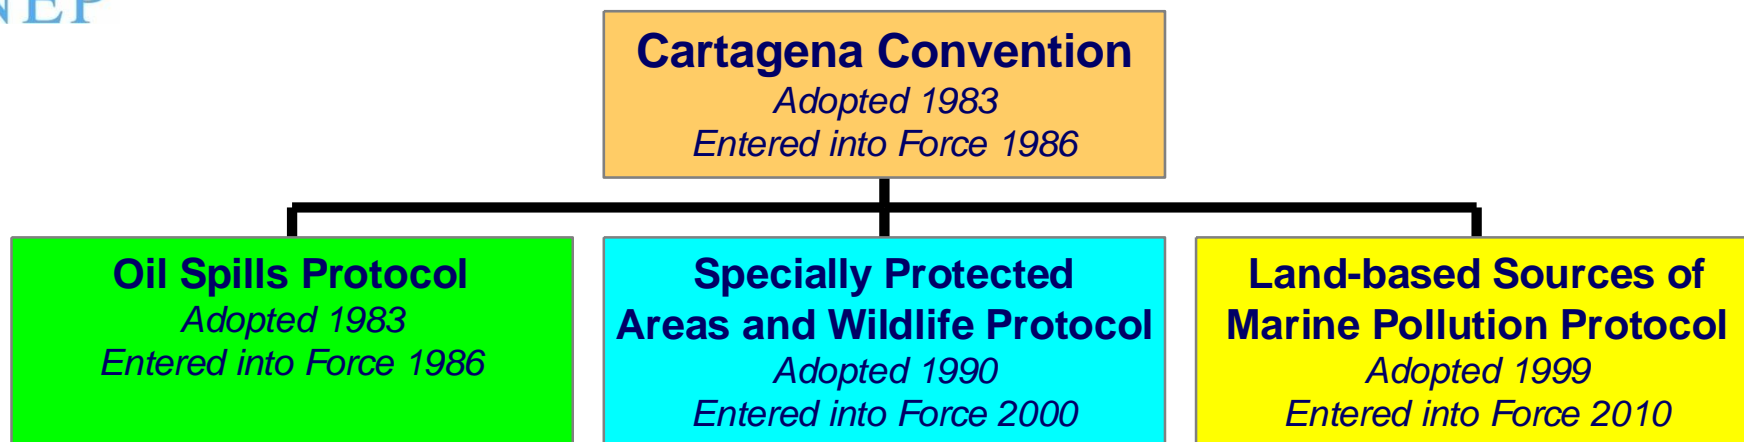 Cartagena Convention
Adopted 1983
Entered into Force 1986
Oil Spills Protocol
Adopted 1983
Entered into Force 1986
Specially Protected
Areas and Wildlife Protocol
Adopted 1990
Entered into Force 2000
Land-based Sources of
Marine Pollution Protocol
Adopted 1999
Entered into Force 2010